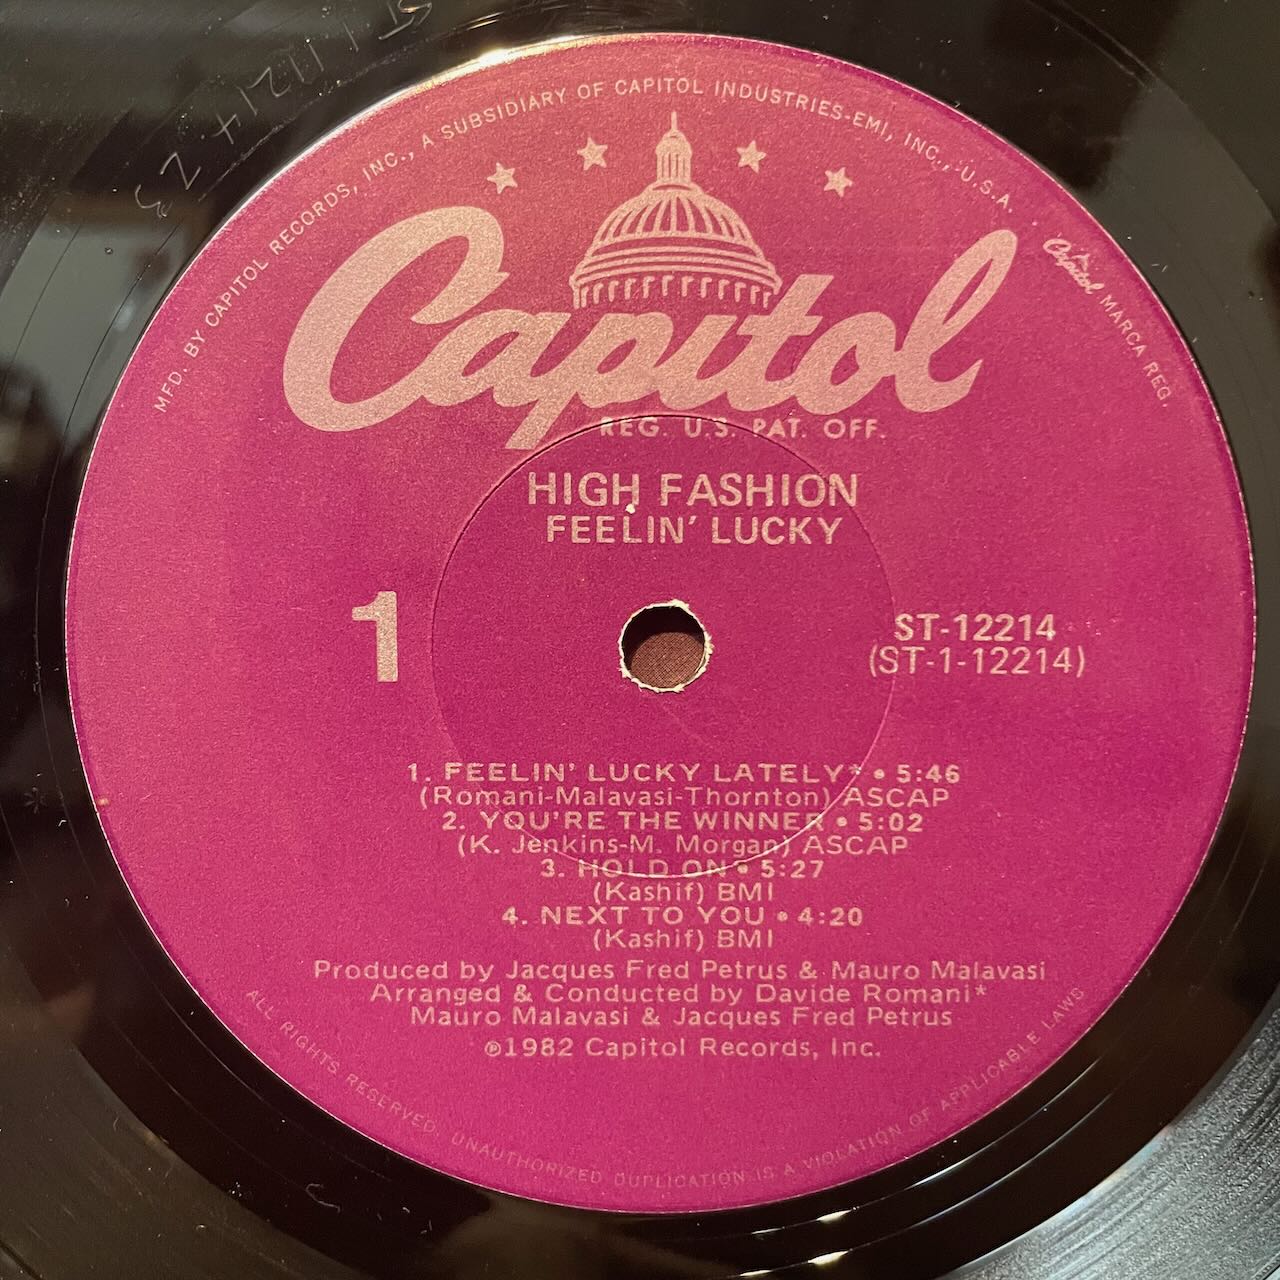 MFD. BY CAPITOL RECORDS, INC., A SUBSIDIARY OF CAPITOL INDUSTRIES-EMI, INC., U.S.A.
Capitol MARCA REG.
Capitol
REG. U.S. PAT. OFF.
HIGH FASHION
FEELIN' LUCKY
1
ST-12214
(ST-1-12214)
1. FEELIN' LUCKY LATELY* • 5:46
(Romani-Malavasi-Thornton) ASCAP
2. YOU'RE THE WINNER • 5:02
(K. Jenkins-M. Morgan) ASCAP
3. HOLD ON • 5:27
(Kashif) BMI
4. NEXT TO YOU • 4:20
(Kashif) BMI
Produced by Jacques Fred Petrus & Mauro Malavasi
Arranged & Conducted by Davide Romani*
Mauro Malavasi & Jacques Fred Petrus
℗1982 Capitol Records, Inc.
ALL RIGHTS RESERVED. UNAUTHORIZED DUPLICATION IS A VIOLATION OF APPLICABLE LAWS